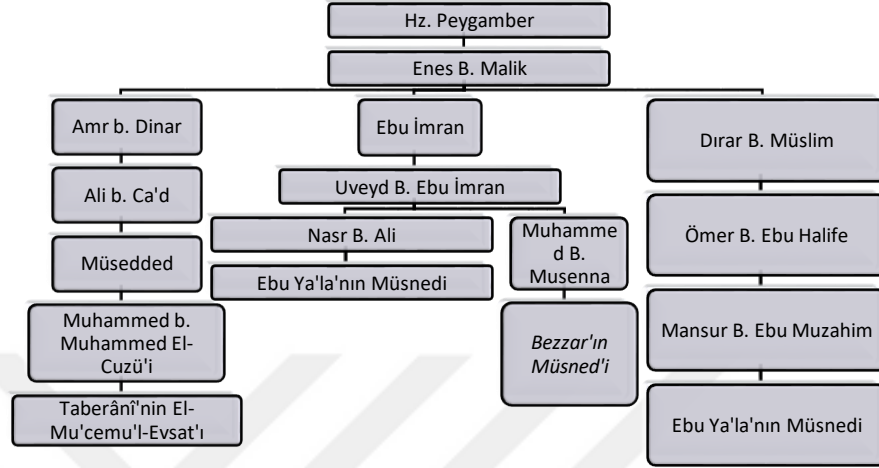 Hz. Peygamber
Enes B. Malik
Amr b. Dinar
Ali b. Ca'd
Müsedded
Muhammed b.
Muhammed El-
Cuzü'i
Taberânî'nin El-
Mu'cemu'l-Evsat'ı
Ebu İmran
Uveyd B. Ebu İmran
Nasr B. Ali
Ebu Ya'la'nın Müsnedi
Muhamme
d B.
Musenna
Bezzar'ın
Müsned'i
Dırar B. Müslim
Ömer B. Ebu Halife
Mansur B. Ebu Muzahim
Ebu Ya'la'nın Müsnedi